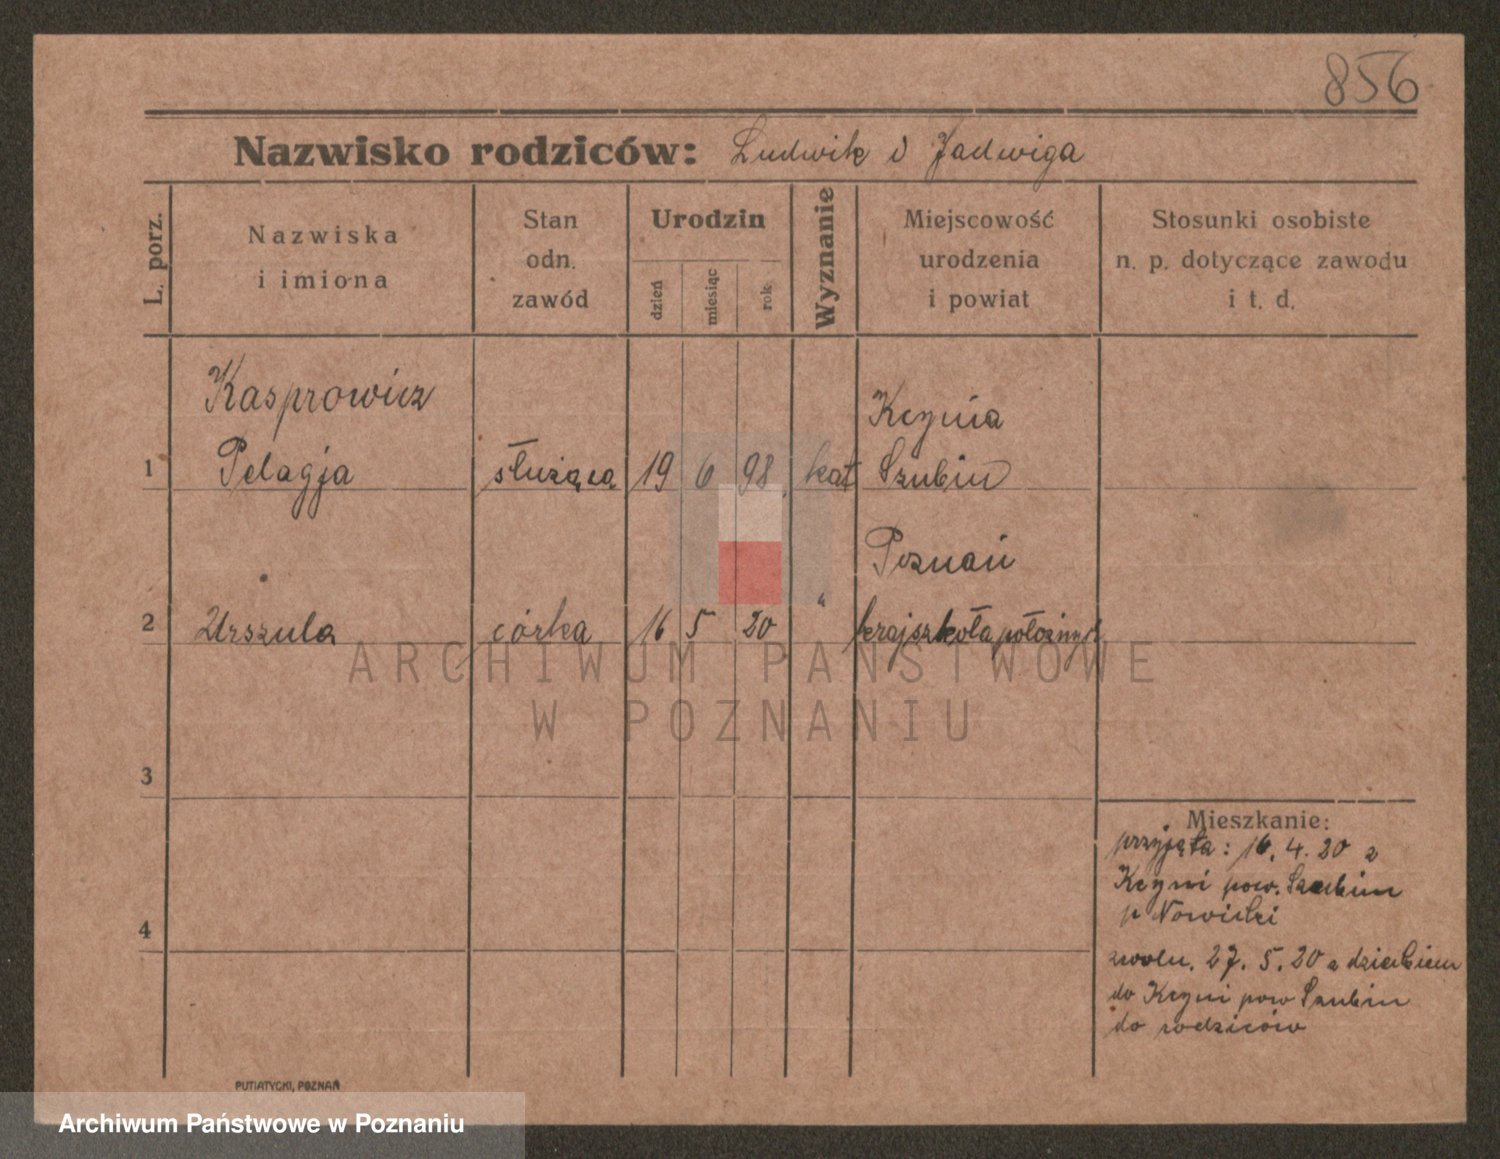 856
Nazwisko rodziców: Ludwik i Jadwiga
L. porz.
Nazwiska
i imiona
Stan
odn.
zawód
Urodzin
dzień
miesiąc
rok
Wyznanie
Miejscowość
urodzenia
i powiat
Stosunki osobiste
n. p. dotyczące zawodu
i t. d.
Kasprowicz
Kcynia
1 Pelagja służąca 19 6 98. kat Szubin
Poznań
2 Urszula córka 16 5 20 " krajszkoła położnych
3
4
Mieszkanie:
przyjęta: 16. 4. 20 z
Kcyni pow. Szubin
p
zwoln. 27. 5. 20 z dzieckiem
do Kcyni pow Szubin
do rodziców
PUTIATYCKI, POZNAŃ
ARCHIWUM PAŃSTWOWE
W POZNANIU
Archiwum Państwowe w Poznaniu